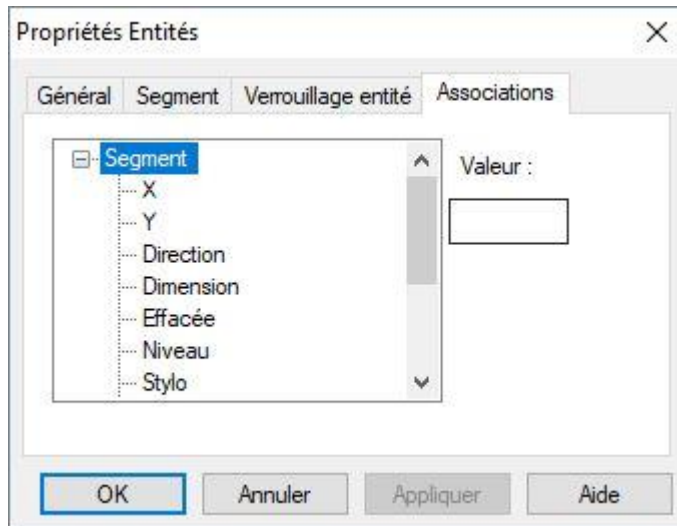 Propriétés Entités
Général Segment Verrouillage entité Associations
Segment
X
Y
Direction
Dimension
Effacée
Niveau
Stylo
Valeur :
OK Annuler Appliquer Aide